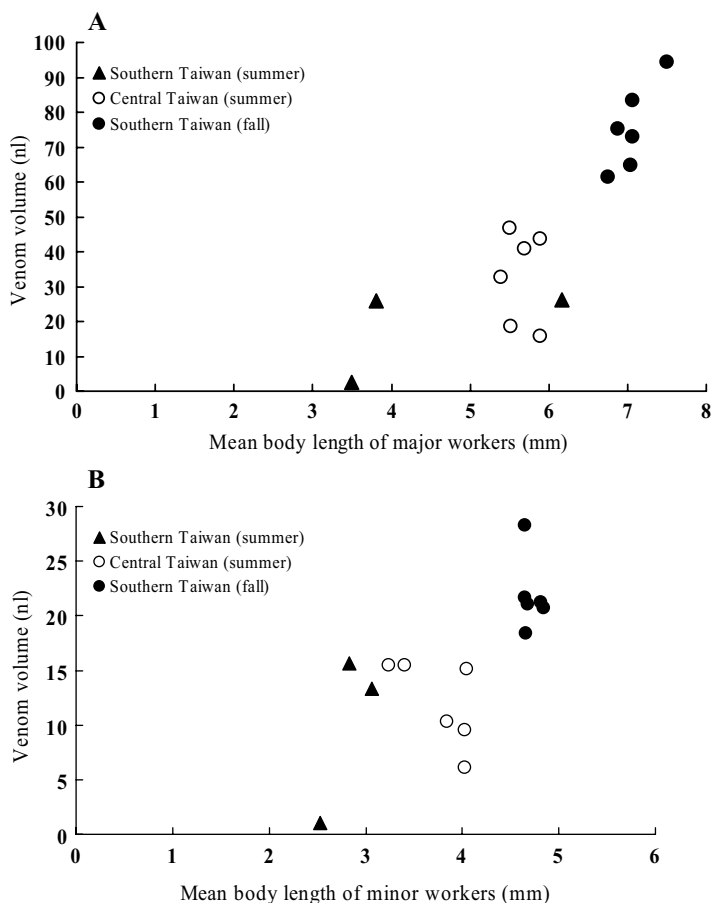 A
100
90
80
70
60
50
40
30
20
10
0
Venom volume (nl)
Southern Taiwan (summer)
Central Taiwan (summer)
Southern Taiwan (fall)
0 1 2 3 4 5 6 7 8
Mean body length of major workers (mm)
B
30
25
20
15
10
5
0
Venom volume (nl)
Southern Taiwan (summer)
Central Taiwan (summer)
Southern Taiwan (fall)
0 1 2 3 4 5 6
Mean body length of minor workers (mm)